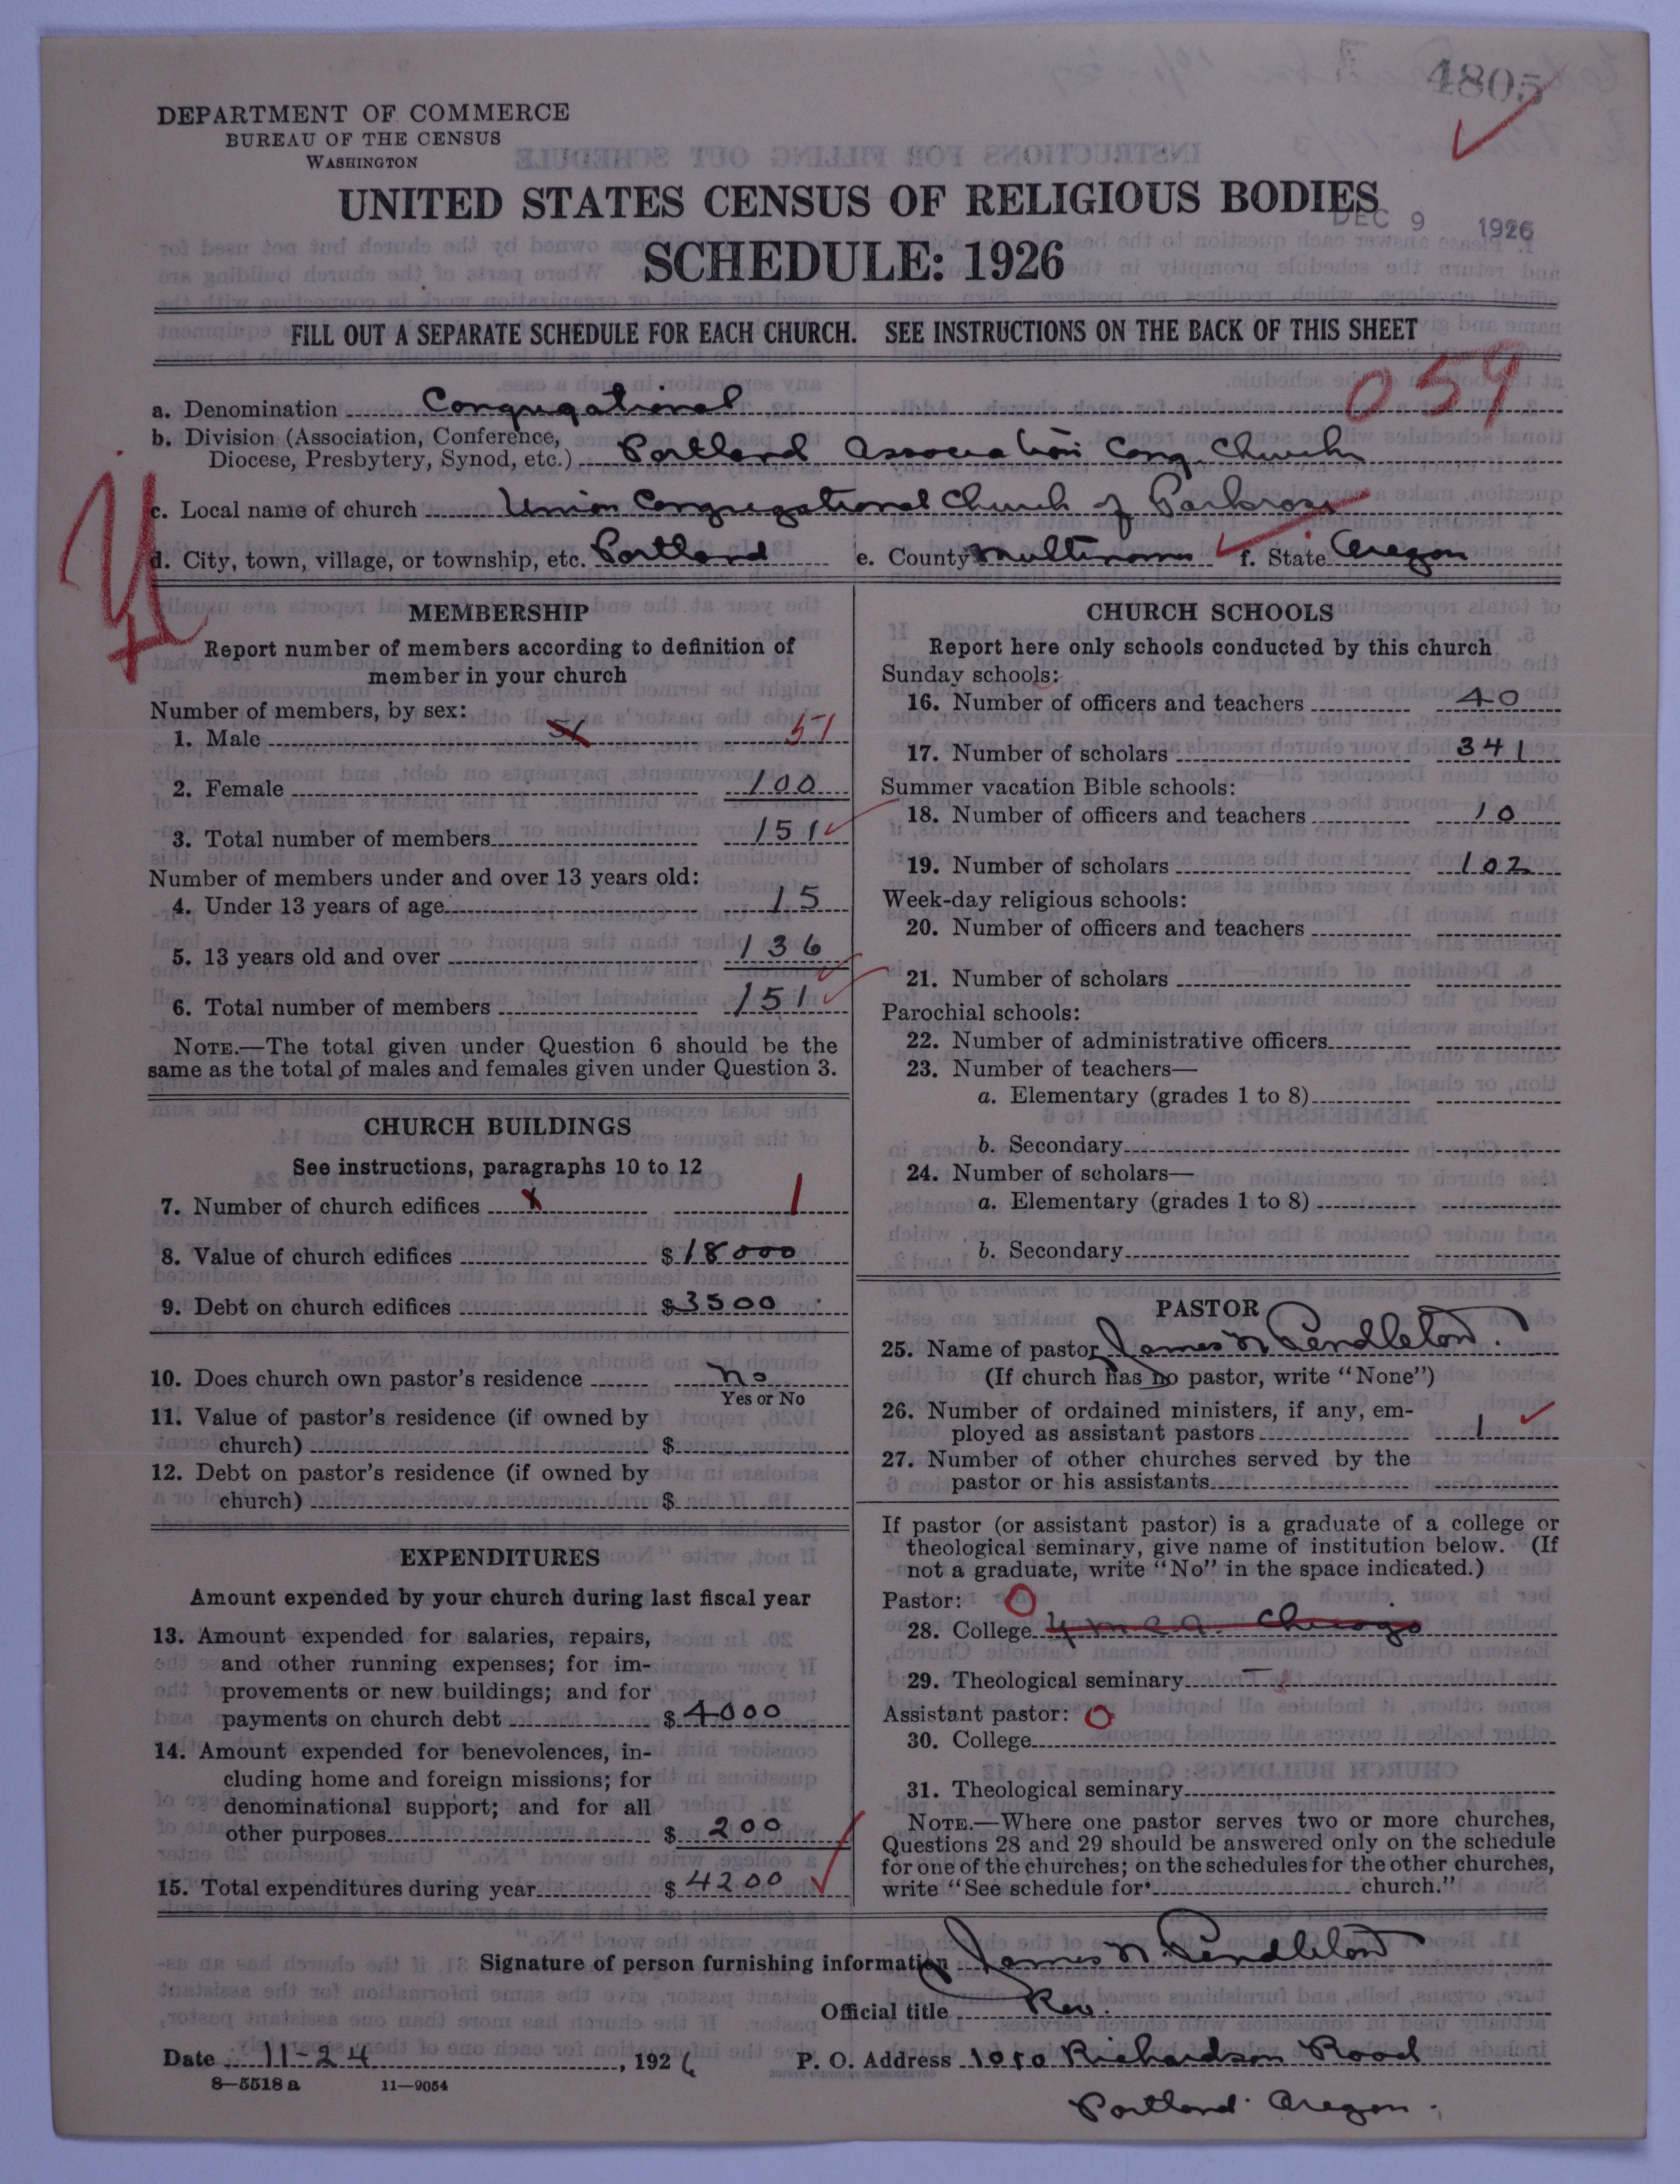 4805
DEPARTMENT OF COMMERCE
BUREAU OF THE CENSUS
WASHINGTON
UNITED STATES CENSUS OF RELIGIOUS BODIES
DEC 9 1926
SCHEDULE: 1926
FILL OUT A SEPARATE SCHEDULE FOR EACH CHURCH. SEE INSTRUCTIONS ON THE BACK OF THIS SHEET
059
a. Denomination Congregational
b. Division (Association, Conference,
Diocese, Presbytery, Synod, etc.) Portland Association Cong. Church
c. Local name of church Union Congregational Church of Parkrose
d. City, town, village, or township, etc. Portland e. County Multnoma f. State Oregon
MEMBERSHIP
Report number of members according to definition of
member in your church
Number of members, by sex:
1. Male 51 51
2. Female 100
3. Total number of members 151
Number of members under and over 13 years old:
4. Under 13 years of age 15
5. 13 years old and over 136
6. Total number of members 151
NOTE.—The total given under Question 6 should be the
same as the total of males and females given under Question 3.
CHURCH BUILDINGS
See instructions, paragraphs 10 to 12
7. Number of church edifices 1
8. Value of church edifices $ 18000
9. Debt on church edifices $ 3500
10. Does church own pastor's residence no
Yes or No
11. Value of pastor's residence (if owned by
church) $
12. Debt on pastor's residence (if owned by
church) $
EXPENDITURES
Amount expended by your church during last fiscal year
13. Amount expended for salaries, repairs,
and other running expenses; for im-
provements or new buildings; and for
payments on church debt $ 4000
14. Amount expended for benevolences, in-
cluding home and foreign missions; for
denominational support; and for all
other purposes $ 200
15. Total expenditures during year $ 4200
CHURCH SCHOOLS
Report here only schools conducted by this church
Sunday schools:
16. Number of officers and teachers 40
17. Number of scholars 341
Summer vacation Bible schools:
18. Number of officers and teachers 10
19. Number of scholars 102
Week-day religious schools:
20. Number of officers and teachers
21. Number of scholars
Parochial schools:
22. Number of administrative officers
23. Number of teachers—
a. Elementary (grades 1 to 8)
b. Secondary
24. Number of scholars—
a. Elementary (grades 1 to 8)
b. Secondary
PASTOR
25. Name of pastor James N Pendleton.
(If church has no pastor, write "None")
26. Number of ordained ministers, if any, em-
ployed as assistant pastors 1
27. Number of other churches served by the
pastor or his assistants
If pastor (or assistant pastor) is a graduate of a college or
theological seminary, give name of institution below. (If
not a graduate, write "No" in the space indicated.)
Pastor: O
28. College Y M C A. Chicago
29. Theological seminary —
Assistant pastor: O
30. College
31. Theological seminary
NOTE.—Where one pastor serves two or more churches,
Questions 28 and 29 should be answered only on the schedule
for one of the churches; on the schedules for the other churches,
write "See schedule for church."
Signature of person furnishing information James N. Pendleton
Official title Rev.
Date 11-24, 1926 P. O. Address 1010 Richardson Road
8—5518a 11—9054
Portland. Oregon.